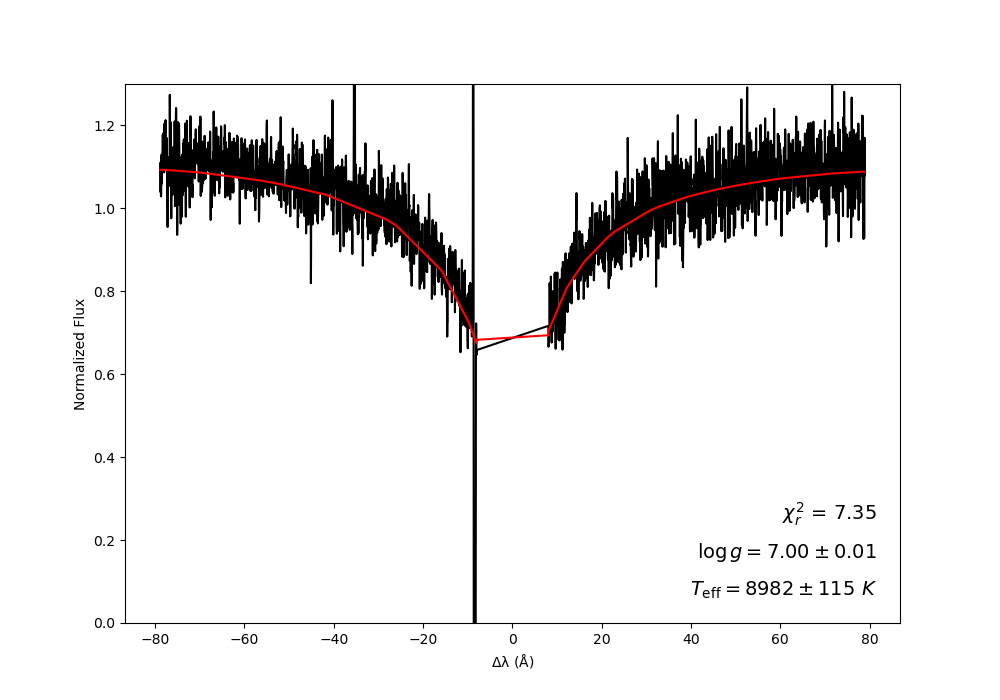 1.2
1.0
0.8
0.6
0.4
0.2
0.0
Normalized Flux
χ²ᵣ = 7.35
log g = 7.00 ± 0.01
T_eff = 8982 ± 115 K
−80 −60 −40 −20 0 20 40 60 80
Δλ (Å)